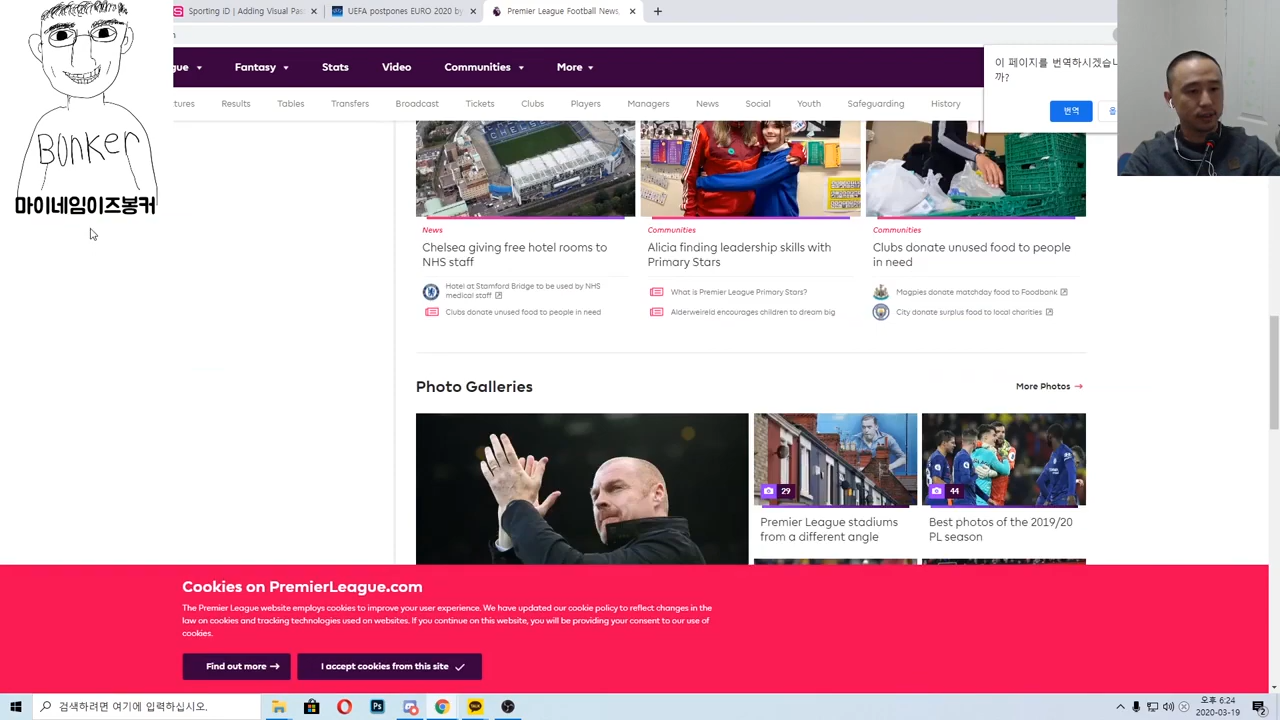 Sporting ID | Adding Visual Pas
UEFA postpones EURO 2020 by
Premier League Football News,
gue
Fantasy
Stats
Video
Communities
More
이 페이지를 번역하시겠습니
까?
번역
tures
Results
Tables
Transfers
Broadcast
Tickets
Clubs
Players
Managers
News
Social
Youth
Safeguarding
History
BONKER
마이네임이즈봉커
CHELSEA
News
Chelsea giving free hotel rooms to
NHS staff
Hotel at Stamford Bridge to be used by NHS
medical staff
Clubs donate unused food to people in need
Communities
Alicia finding leadership skills with
Primary Stars
What is Premier League Primary Stars?
Alderweireld encourages children to dream big
Communities
Clubs donate unused food to people
in need
Magpies donate matchday food to Foodbank
City donate surplus food to local charities
Photo Galleries
More Photos
29
Premier League stadiums
from a different angle
44
Best photos of the 2019/20
PL season
Cookies on PremierLeague.com
The Premier League website employs cookies to improve your user experience. We have updated our cookie policy to reflect changes in the
law on cookies and tracking technologies used on websites. If you continue on this website, you will be providing your consent to our use of
cookies.
Find out more
I accept cookies from this site
검색하려면 여기에 입력하십시오.
오후 6:24
2020-03-19
2